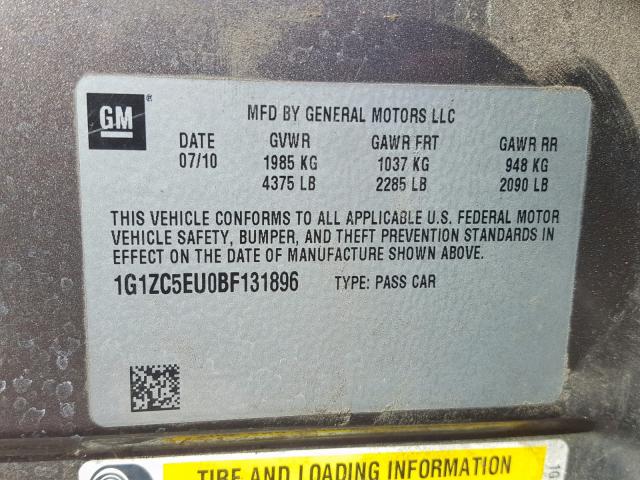 GM®
MFD BY GENERAL MOTORS LLC
DATE GVWR GAWR FRT GAWR RR
07/10 1985 KG 1037 KG 948 KG
4375 LB 2285 LB 2090 LB
THIS VEHICLE CONFORMS TO ALL APPLICABLE U.S. FEDERAL MOTOR
VEHICLE SAFETY, BUMPER, AND THEFT PREVENTION STANDARDS IN
EFFECT ON THE DATE OF MANUFACTURE SHOWN ABOVE.
1G1ZC5EU0BF131896 TYPE: PASS CAR
TIRE AND LOADING INFORMATION